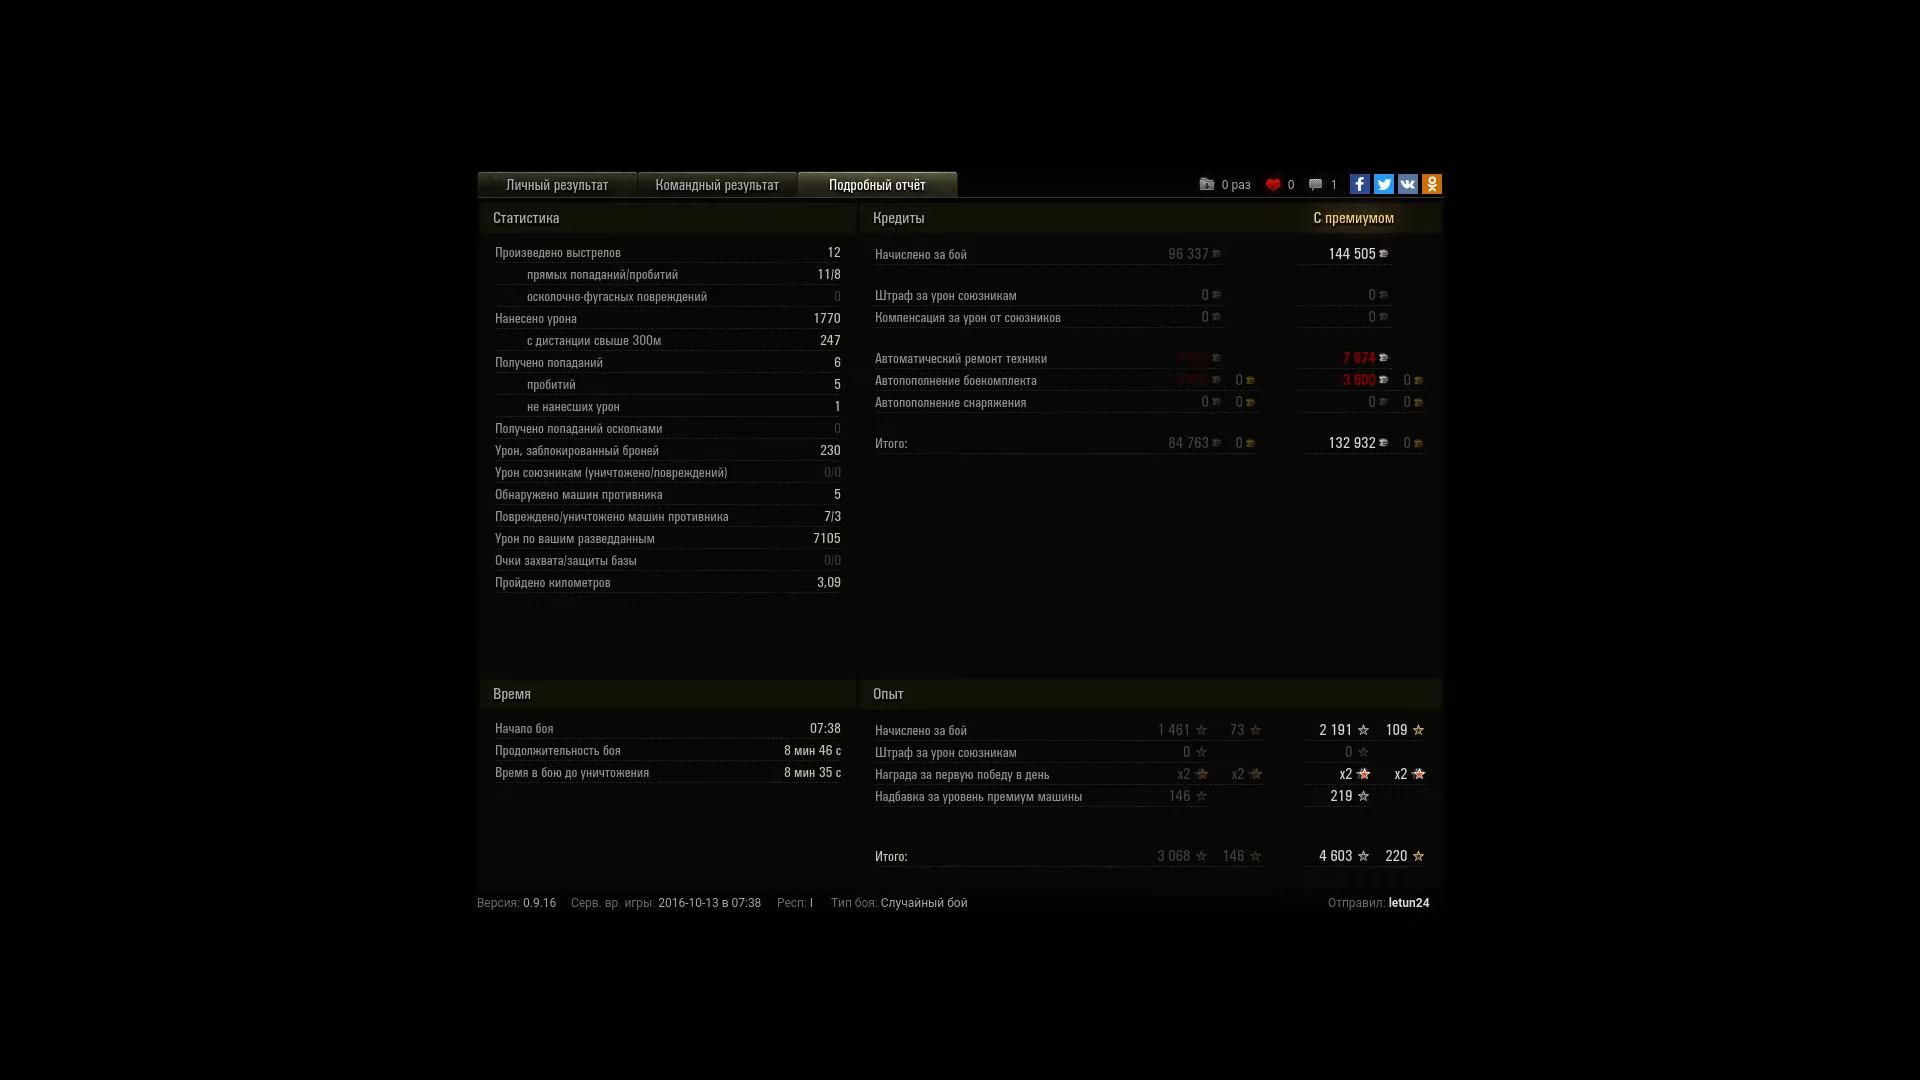 Личный результат Командный результат Подробный отчёт 0 раз 0 1
Статистика
Произведено выстрелов 12
прямых попаданий/пробитий 11/8
осколочно-фугасных повреждений 0
Нанесено урона 1770
с дистанции свыше 300м 247
Получено попаданий 6
пробитий 5
не нанесших урон 1
Получено попаданий осколками 0
Урон, заблокированный броней 230
Урон союзникам (уничтожено/повреждений) 0/0
Обнаружено машин противника 5
Повреждено/уничтожено машин противника 7/3
Урон по вашим разведданным 7105
Очки захвата/защиты базы 0/0
Пройдено километров 3,09
Кредиты С премиумом
Начислено за бой 96 337 144 505
Штраф за урон союзникам 0 0
Компенсация за урон от союзников 0 0
Автоматический ремонт техники 7 974
Автопополнение боекомплекта 0 3 600 0
Автопополнение снаряжения 0 0 0 0
Итого: 84 763 0 132 932 0
Время
Начало боя 07:38
Продолжительность боя 8 мин 46 с
Время в бою до уничтожения 8 мин 35 с
Опыт
Начислено за бой 1 461 73 2 191 109
Штраф за урон союзникам 0 0
Награда за первую победу в день x2 x2 x2 x2
Надбавка за уровень премиум машины 146 219
Итого: 3 068 146 4 603 220
Версия: 0.9.16 Серв. вр. игры: 2016-10-13 в 07:38 Респ: I Тип боя: Случайный бой Отправил: letun24